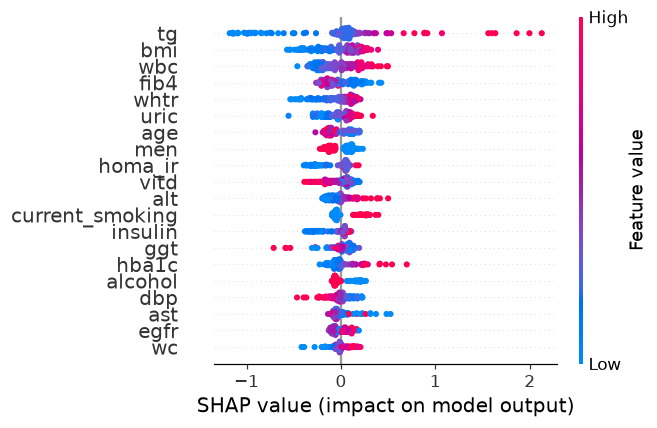 High
tg
bmi
wbc
fib4
whtr
uric
age
men
homa_ir
vitd
alt
current_smoking
insulin
ggt
hba1c
alcohol
dbp
ast
egfr
wc
Feature value
Low
−1 0 1 2
SHAP value (impact on model output)